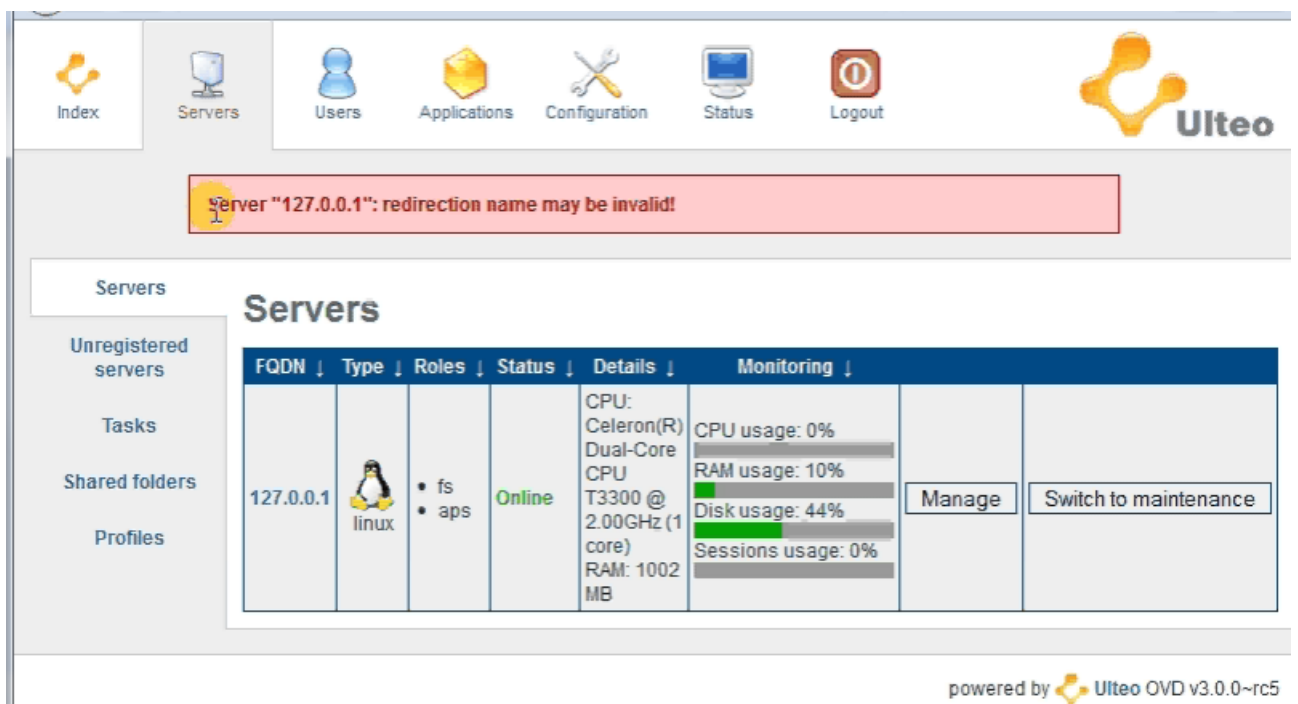 Index
Servers
Users
Applications
Configuration
Status
Logout
Ulteo
Server "127.0.0.1": redirection name may be invalid!
Servers
Unregistered
servers
Tasks
Shared folders
Profiles
Servers
FQDN ↓ Type ↓ Roles ↓ Status ↓ Details ↓ Monitoring ↓
127.0.0.1
linux
• fs
• aps
Online
CPU:
Celeron(R)
Dual-Core
CPU
T3300 @
2.00GHz (1
core)
RAM: 1002
MB
CPU usage: 0%
RAM usage: 10%
Disk usage: 44%
Sessions usage: 0%
Manage
Switch to maintenance
powered by Ulteo OVD v3.0.0~rc5